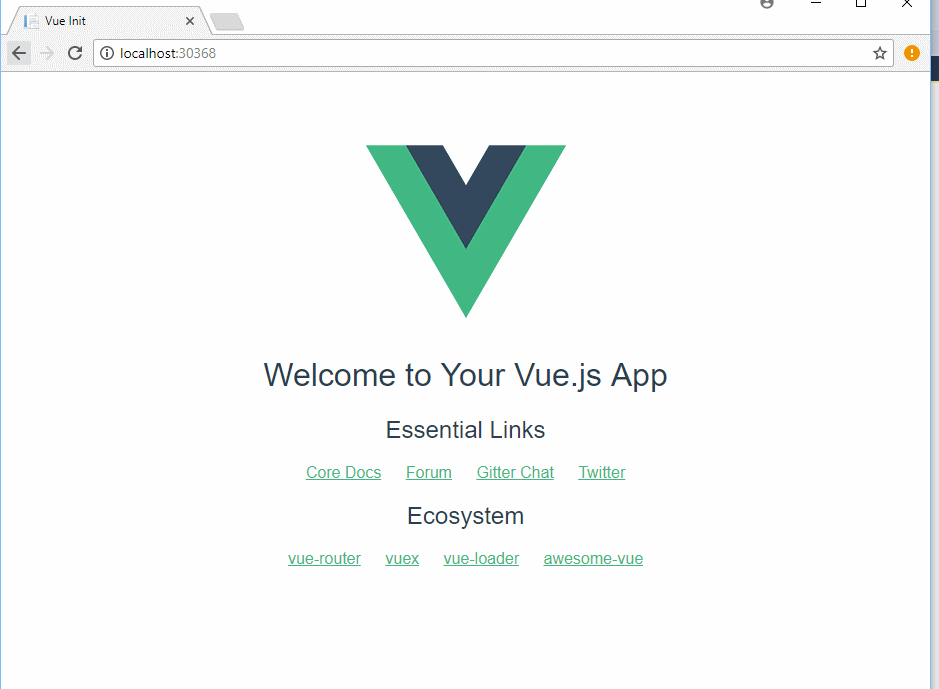 Vue Init
localhost:30368
Welcome to Your Vue.js App
Essential Links
Core Docs Forum Gitter Chat Twitter
Ecosystem
vue-router vuex vue-loader awesome-vue